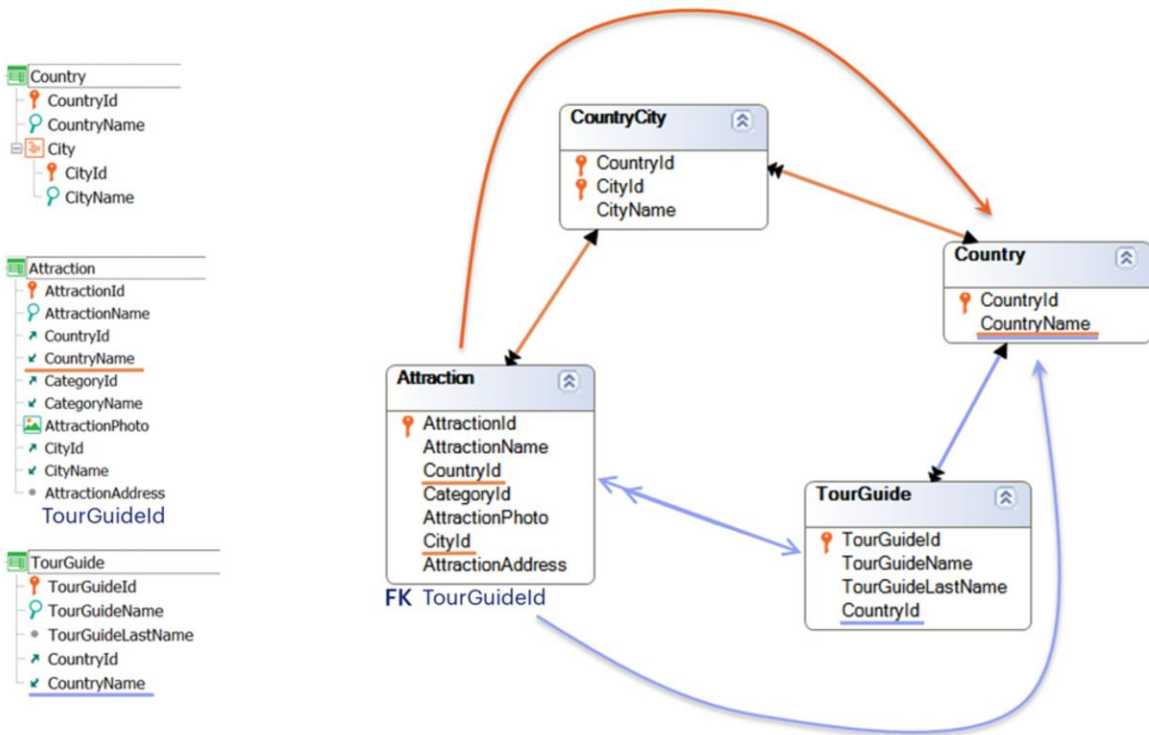 Country
CountryId
CountryName
City
CityId
CityName
Attraction
AttractionId
AttractionName
CountryId
CountryName
CategoryId
CategoryName
AttractionPhoto
CityId
CityName
AttractionAddress
TourGuideId
TourGuide
TourGuideId
TourGuideName
TourGuideLastName
CountryId
CountryName
CountryCity
CountryId
CityId
CityName
Country
CountryId
CountryName
Attraction
AttractionId
AttractionName
CountryId
CategoryId
AttractionPhoto
CityId
AttractionAddress
FK TourGuideId
TourGuide
TourGuideId
TourGuideName
TourGuideLastName
CountryId